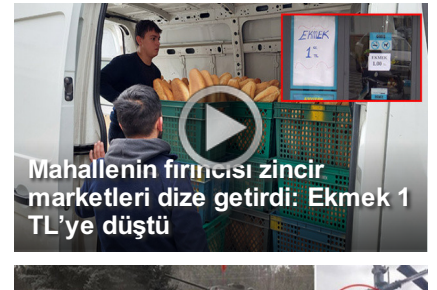 EKMEK
1
EKMEK
1.00
Mahallenin fırıncısı zincir
marketleri dize getirdi: Ekmek 1
TL’ye düştü